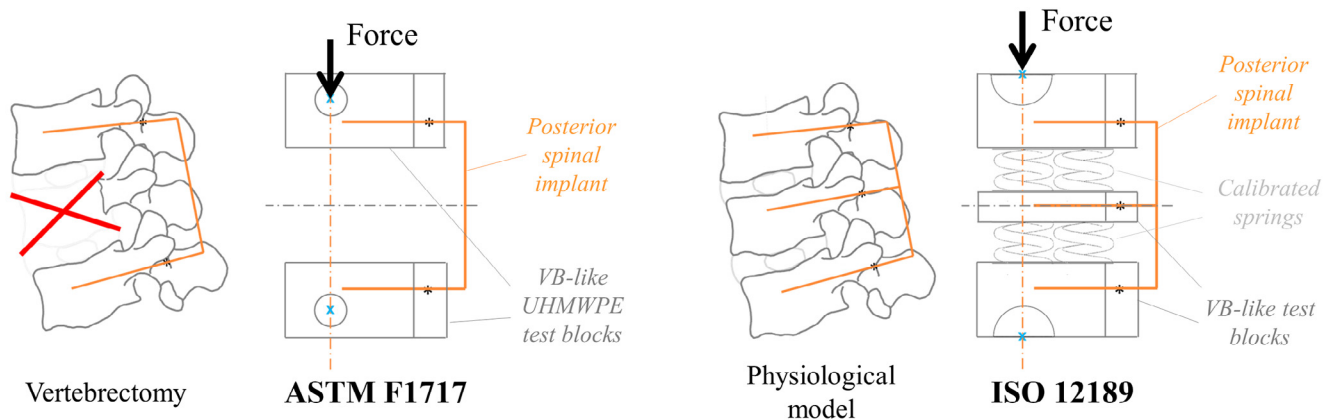 Force
Posterior
spinal
implant
VB-like
UHMWPE
test blocks
Vertebrectomy
ASTM F1717
Force
Posterior
spinal
implant
Calibrated
springs
VB-like test
blocks
Physiological
model
ISO 12189